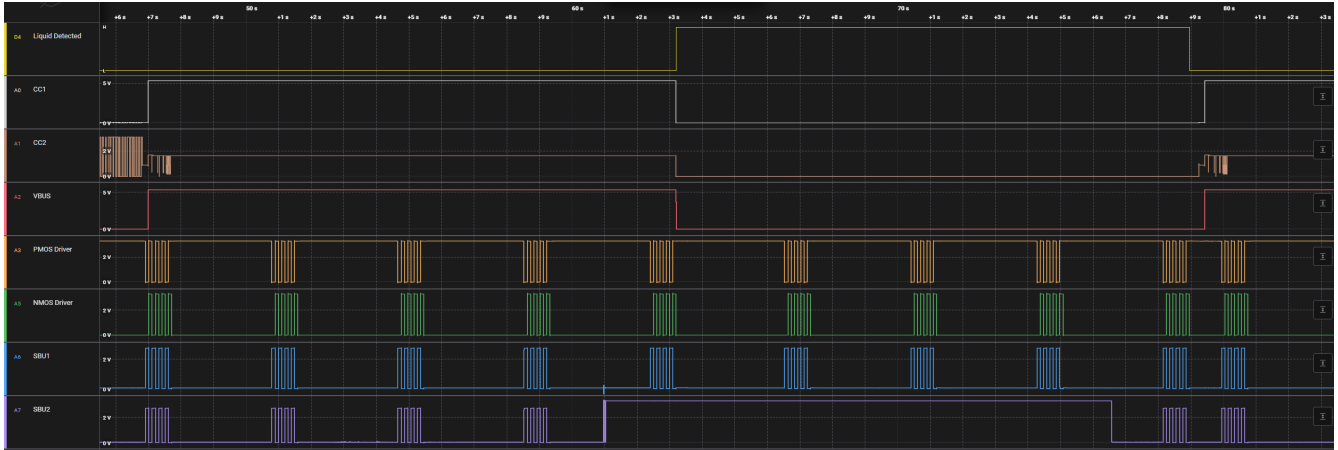 50 s 60 s 70 s 80 s
+6 s +7 s +8 s +9 s +1 s +2 s +3 s +4 s +5 s +6 s +7 s +8 s +9 s +1 s +2 s +3 s +4 s +5 s +6 s +7 s +8 s +9 s +1 s +2 s +3 s +4 s +5 s +6 s +7 s +8 s +9 s +1 s +2 s +3 s
H
D4 Liquid Detected
L
5 V
A0 CC1
0 V
A1 CC2
2 V
0 V
5 V
A2 VBUS
0 V
A3 PMOS Driver
2 V
0 V
A5 NMOS Driver
2 V
0 V
A6 SBU1
2 V
0 V
A7 SBU2
2 V
0 V